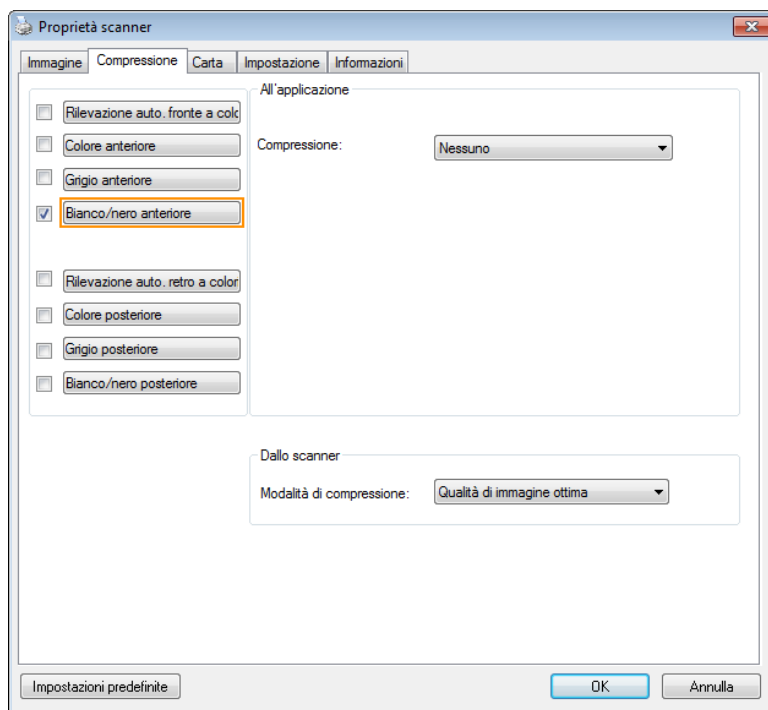 Proprietà scanner
Immagine Compressione Carta Impostazione Informazioni
Rilevazione auto. fronte a colo
Colore anteriore
Grigio anteriore
Bianco/nero anteriore
Rilevazione auto. retro a color
Colore posteriore
Grigio posteriore
Bianco/nero posteriore
All'applicazione
Compressione: Nessuno
Dallo scanner
Modalità di compressione: Qualità di immagine ottima
Impostazioni predefinite OK Annulla